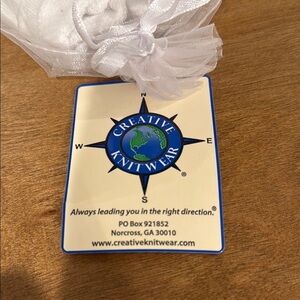 N
CREATIVE
W E
KNITWEAR
®
S
Always leading you in the right direction.®
PO Box 921852
Norcross, GA 30010
www.creativeknitwear.com